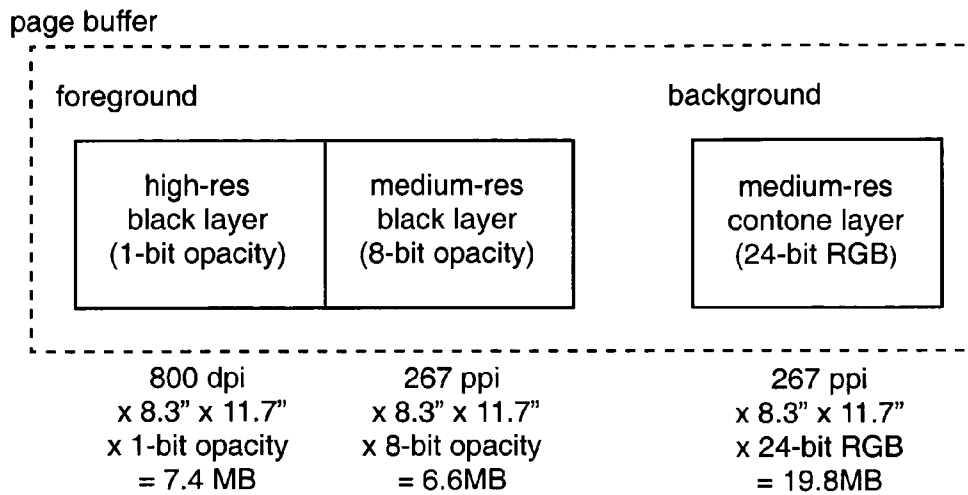 page buffer
foreground
background
high-res
black layer
(1-bit opacity)
medium-res
black layer
(8-bit opacity)
medium-res
contone layer
(24-bit RGB)
800 dpi
x 8.3” x 11.7”
x 1-bit opacity
= 7.4 MB
267 ppi
x 8.3” x 11.7”
x 8-bit opacity
= 6.6MB
267 ppi
x 8.3” x 11.7”
x 24-bit RGB
= 19.8MB